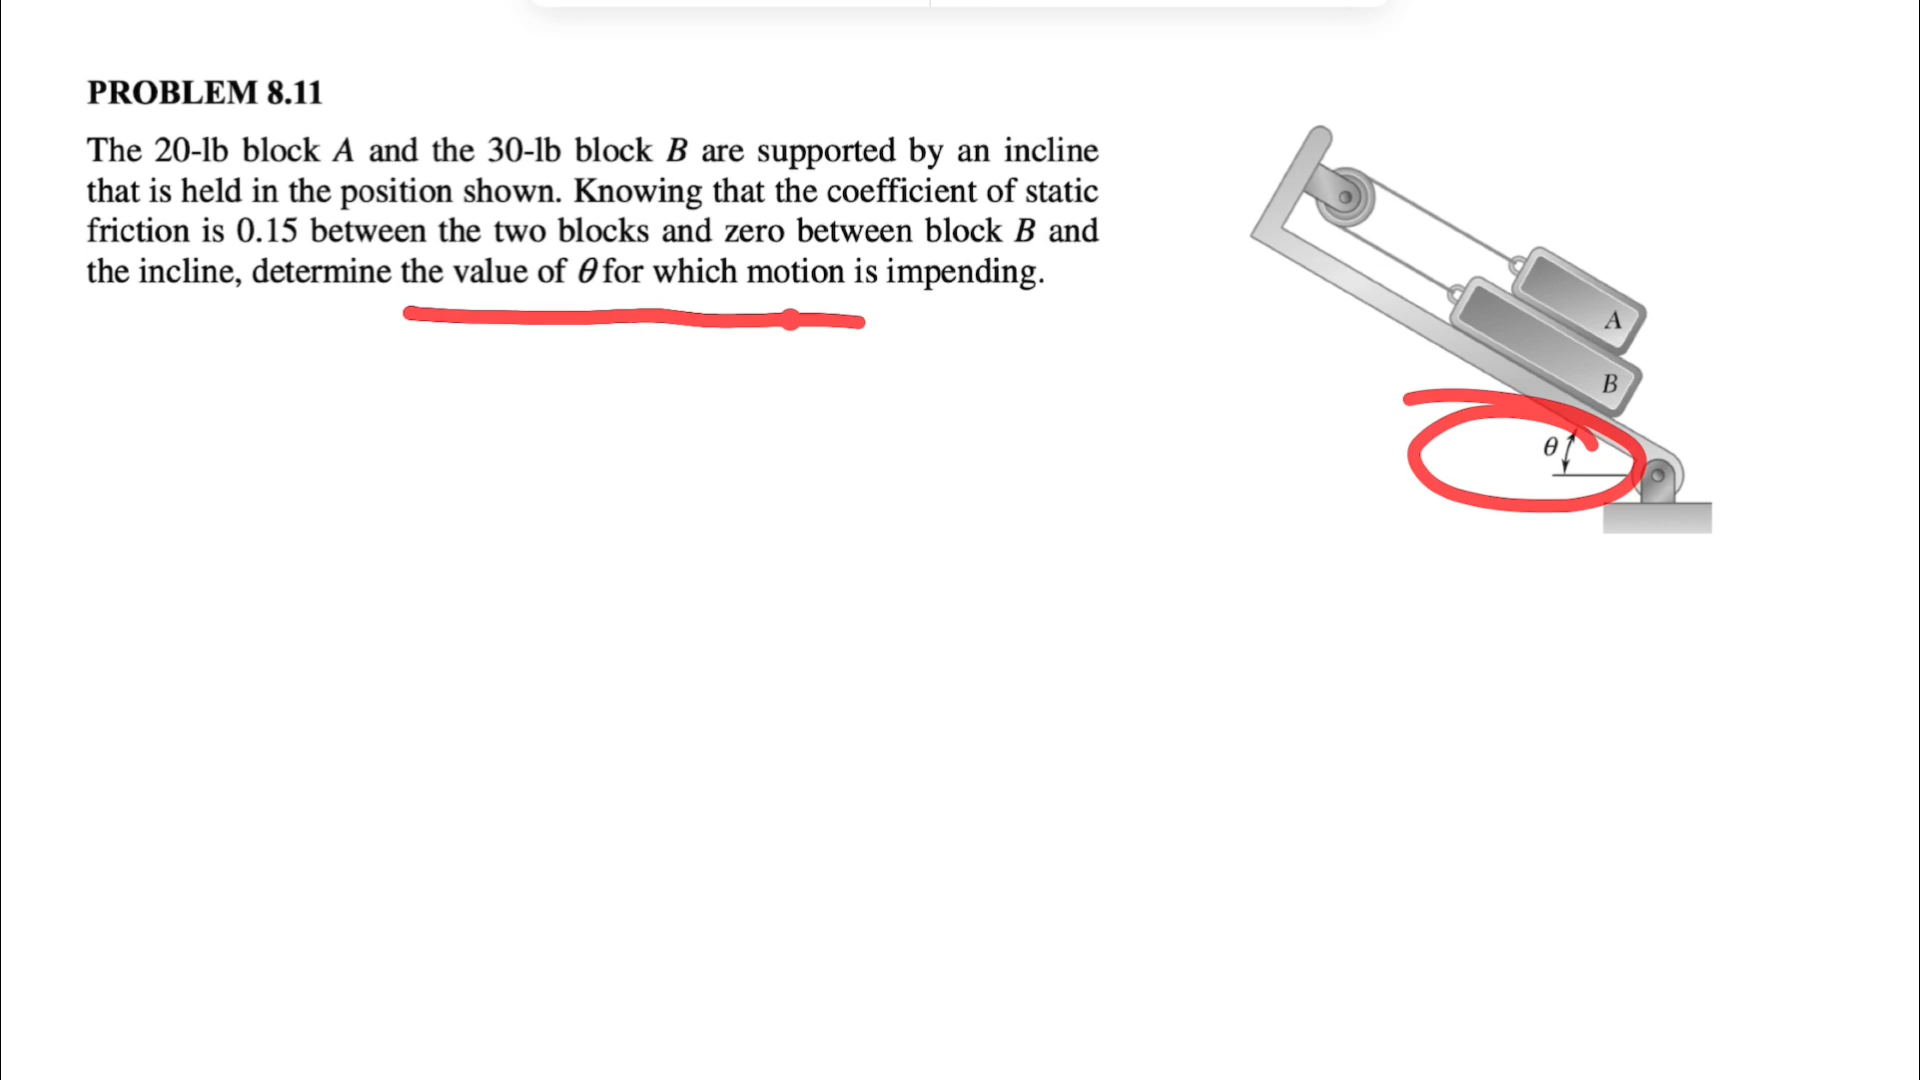 PROBLEM 8.11
The 20-lb block A and the 30-lb block B are supported by an incline
that is held in the position shown. Knowing that the coefficient of static
friction is 0.15 between the two blocks and zero between block B and
the incline, determine the value of θ for which motion is impending.
A
B
θ